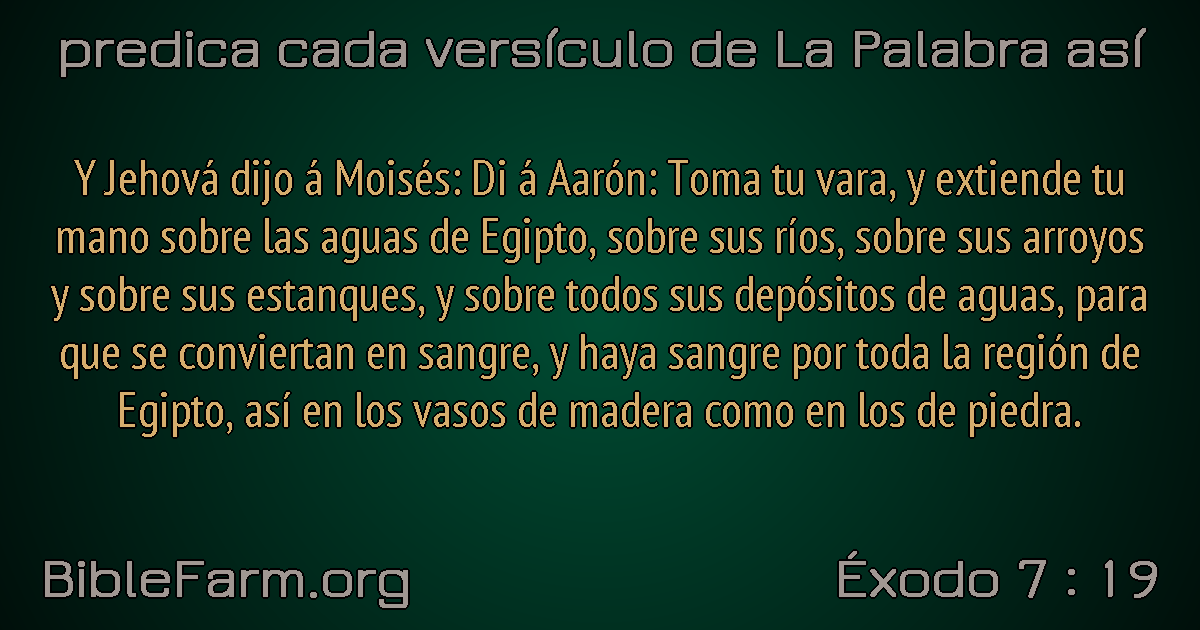 predica cada versículo de La Palabra así
Y Jehová dijo á Moisés: Di á Aarón: Toma tu vara, y extiende tu
mano sobre las aguas de Egipto, sobre sus ríos, sobre sus arroyos
y sobre sus estanques, y sobre todos sus depósitos de aguas, para
que se conviertan en sangre, y haya sangre por toda la región de
Egipto, así en los vasos de madera como en los de piedra.
BibleFarm.org
Éxodo 7 : 19